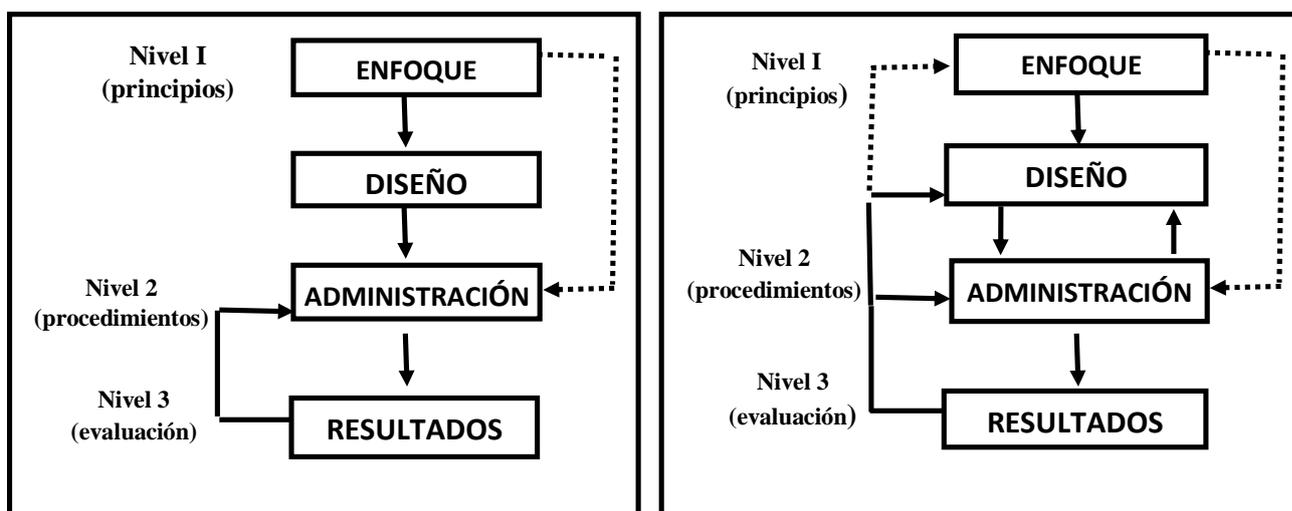 Nivel I
(principios)
ENFOQUE
DISEÑO
Nivel 2
(procedimientos)
ADMINISTRACIÓN
Nivel 3
(evaluación)
RESULTADOS
Nivel I
(principios)
ENFOQUE
DISEÑO
Nivel 2
(procedimientos)
ADMINISTRACIÓN
Nivel 3
(evaluación)
RESULTADOS